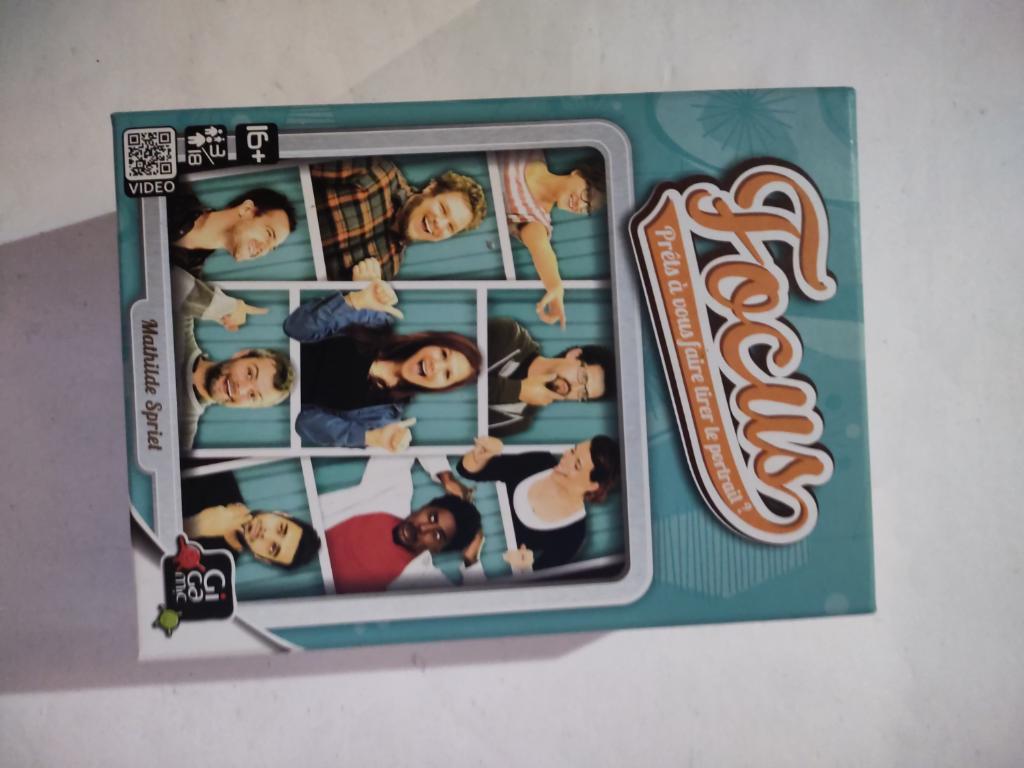 Focus
Prêts à vous faire tirer le portrait ?
16+
3/18
VIDEO
Mathilde Spriet
GiGamic